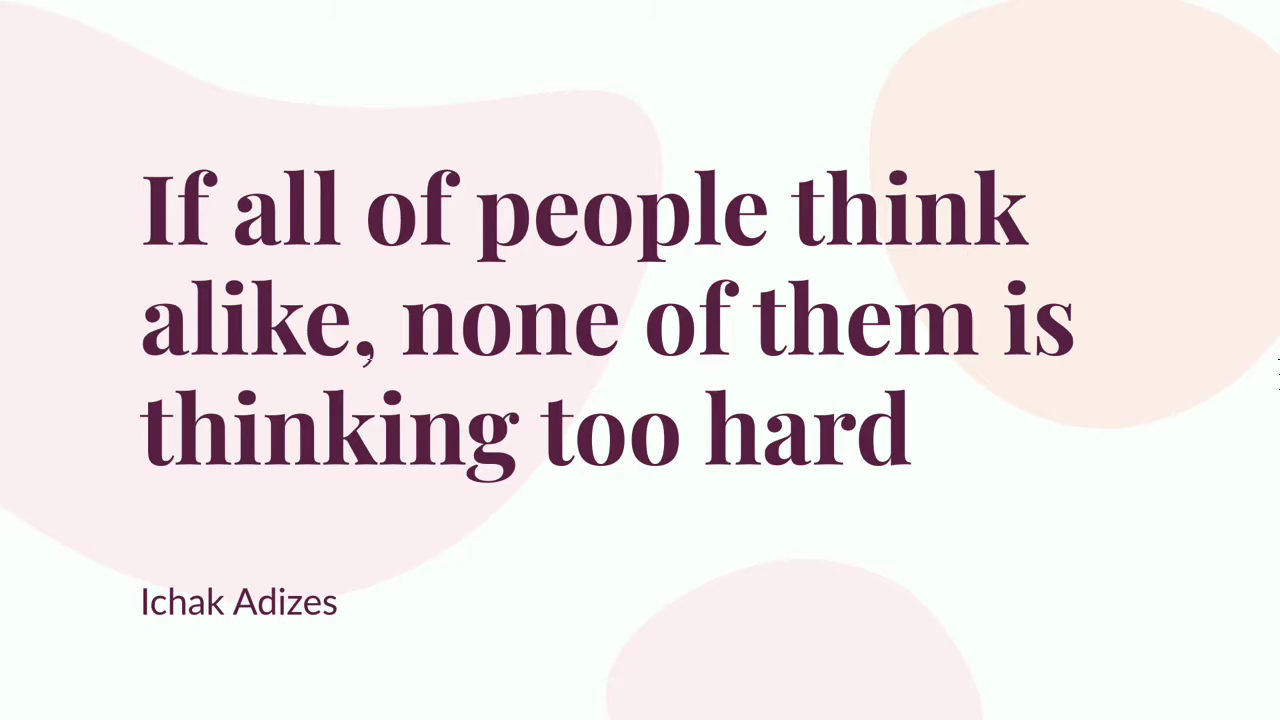 If all of people think
alike, none of them is
thinking too hard
Ichak Adizes